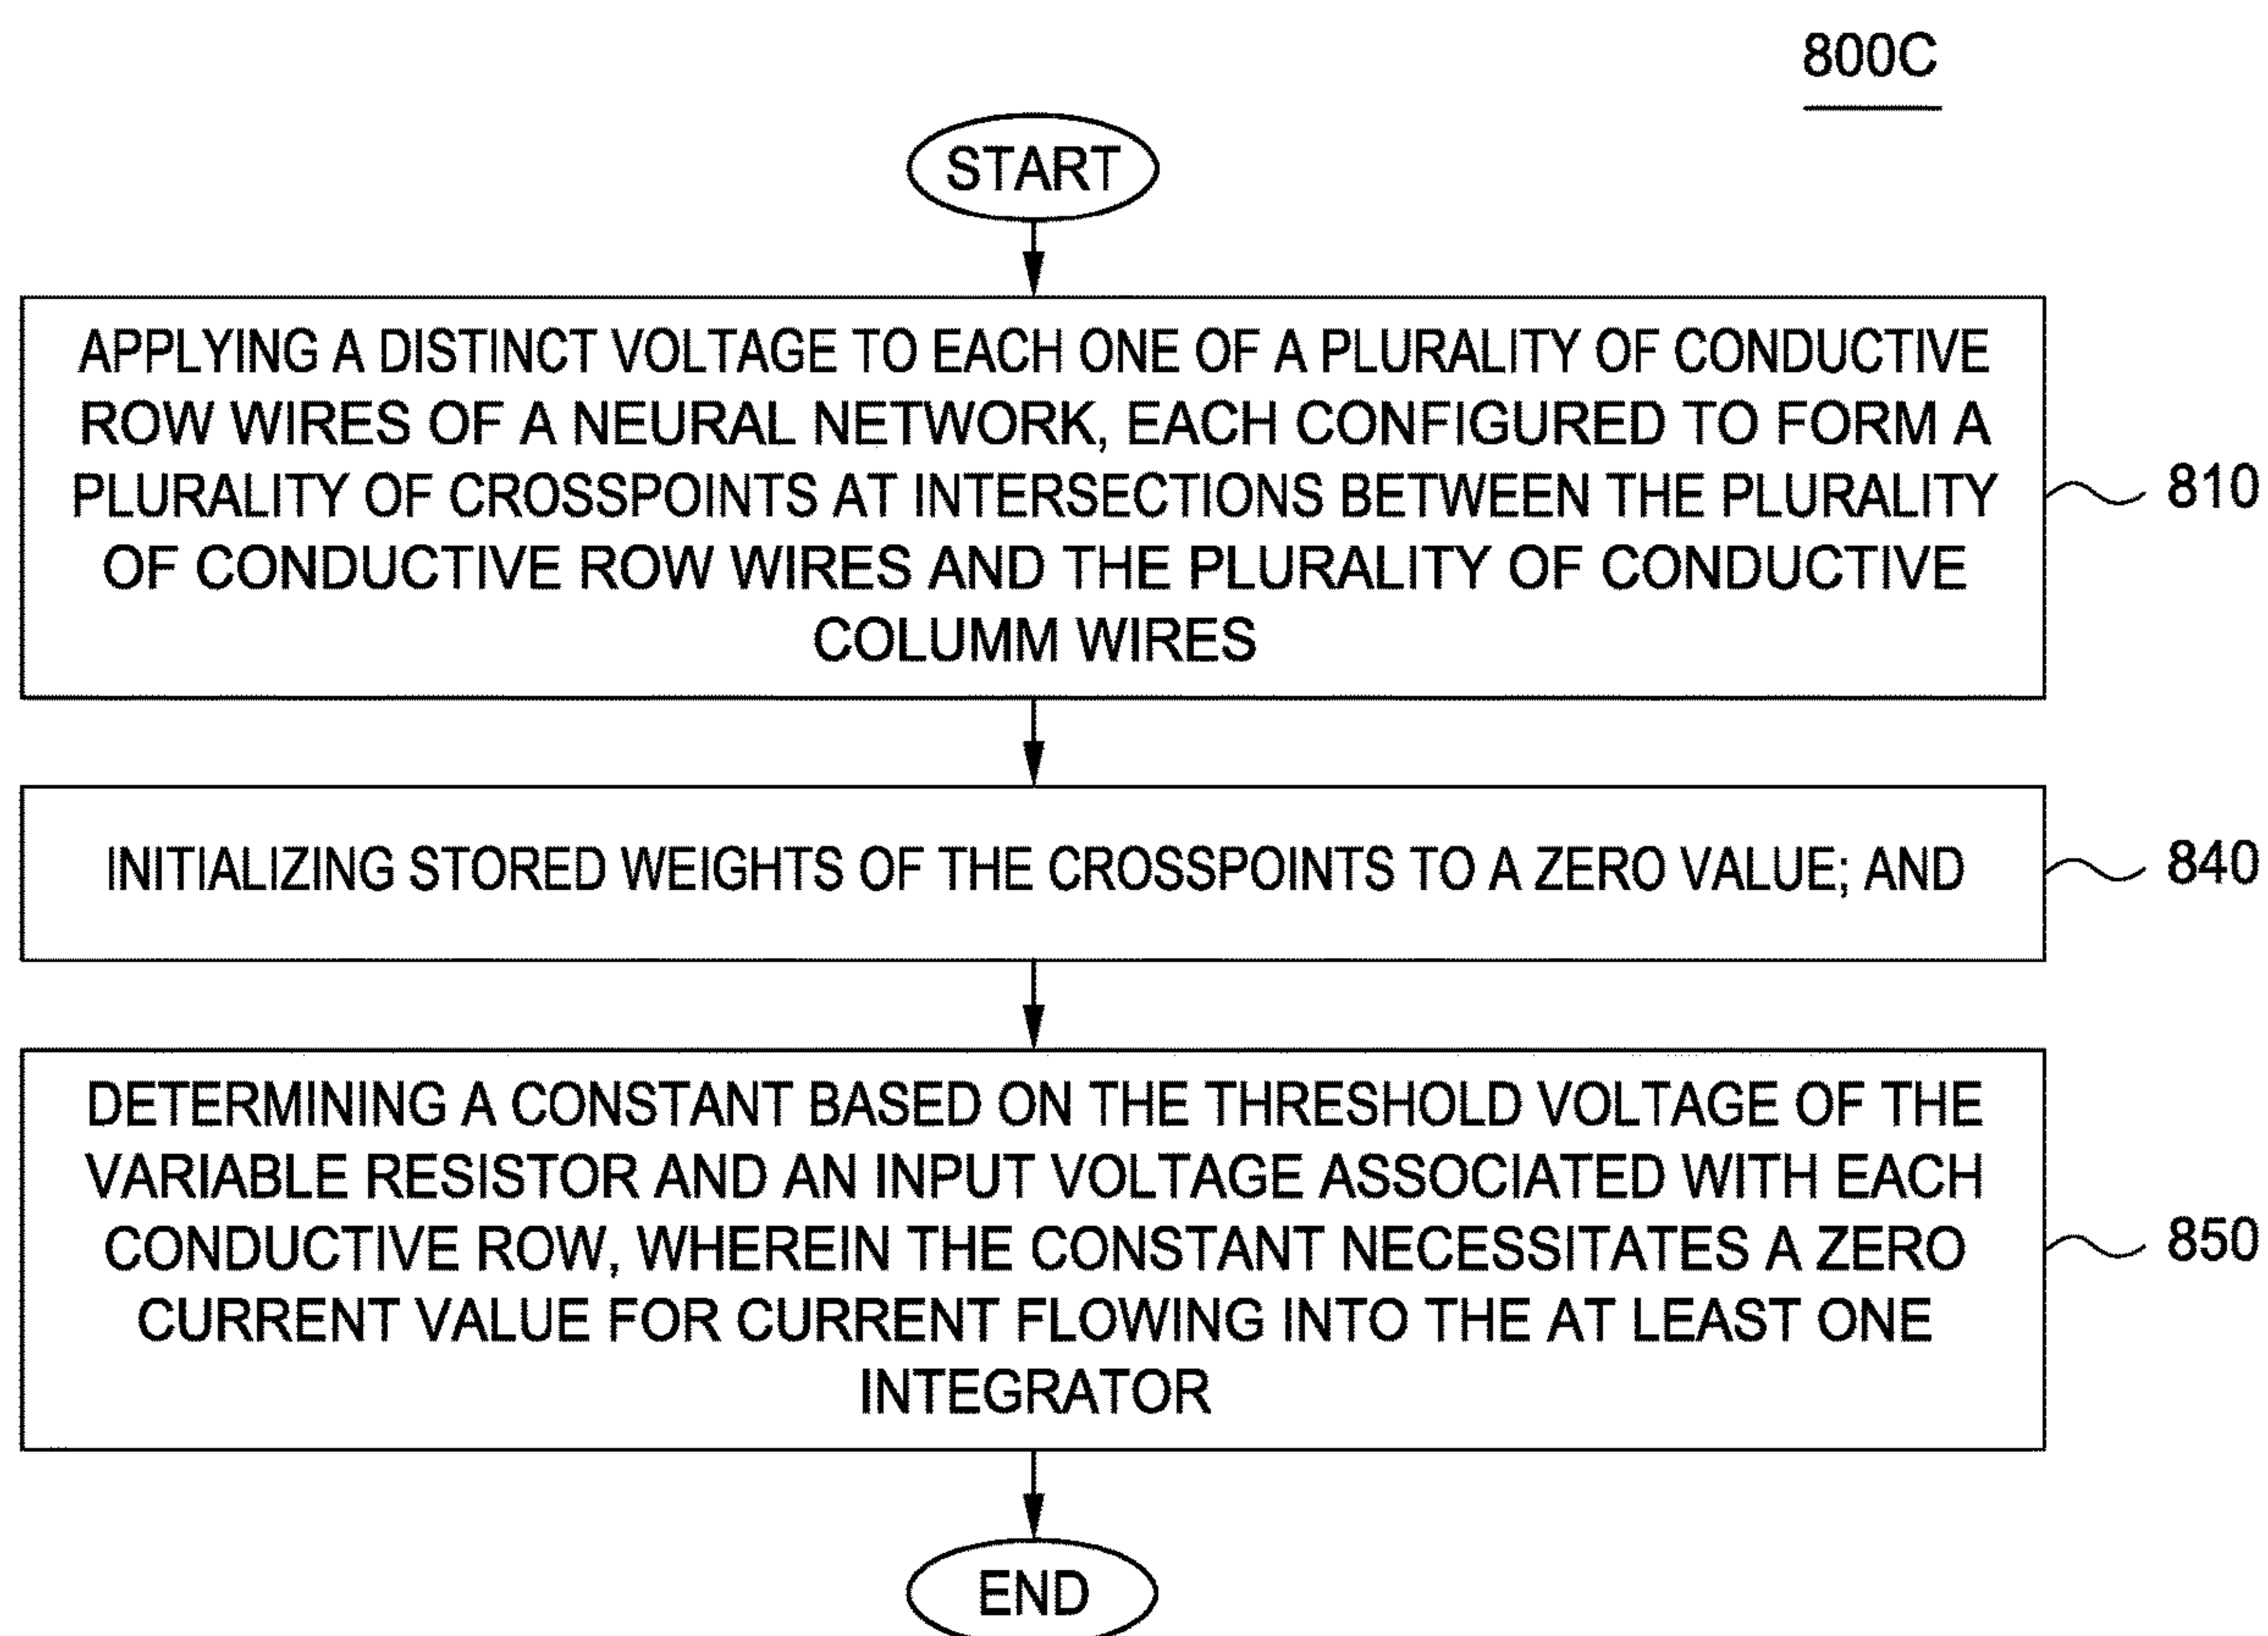 800C
START
APPLYING A DISTINCT VOLTAGE TO EACH ONE OF A PLURALITY OF CONDUCTIVE
ROW WIRES OF A NEURAL NETWORK, EACH CONFIGURED TO FORM A
PLURALITY OF CROSSPOINTS AT INTERSECTIONS BETWEEN THE PLURALITY
OF CONDUCTIVE ROW WIRES AND THE PLURALITY OF CONDUCTIVE
COLUMM WIRES
810
INITIALIZING STORED WEIGHTS OF THE CROSSPOINTS TO A ZERO VALUE; AND
840
DETERMINING A CONSTANT BASED ON THE THRESHOLD VOLTAGE OF THE
VARIABLE RESISTOR AND AN INPUT VOLTAGE ASSOCIATED WITH EACH
CONDUCTIVE ROW, WHEREIN THE CONSTANT NECESSITATES A ZERO
CURRENT VALUE FOR CURRENT FLOWING INTO THE AT LEAST ONE
INTEGRATOR
850
END